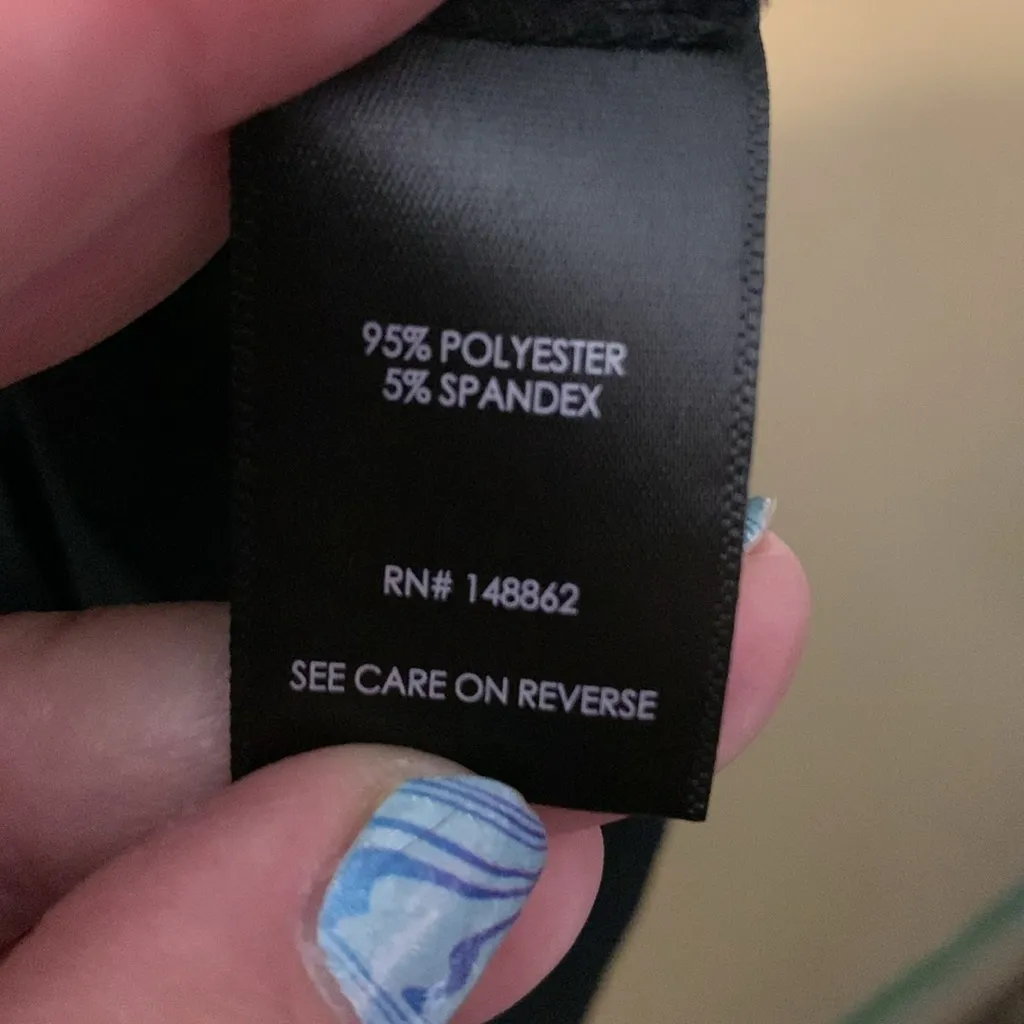 95% POLYESTER
5% SPANDEX
RN# 148862
SEE CARE ON REVERSE